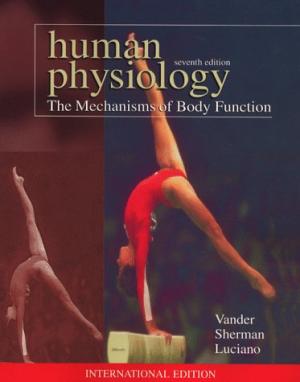 human
seventh edition
physiology
The Mechanisms of Body Function
Vander
Sherman
Luciano
INTERNATIONAL EDITION